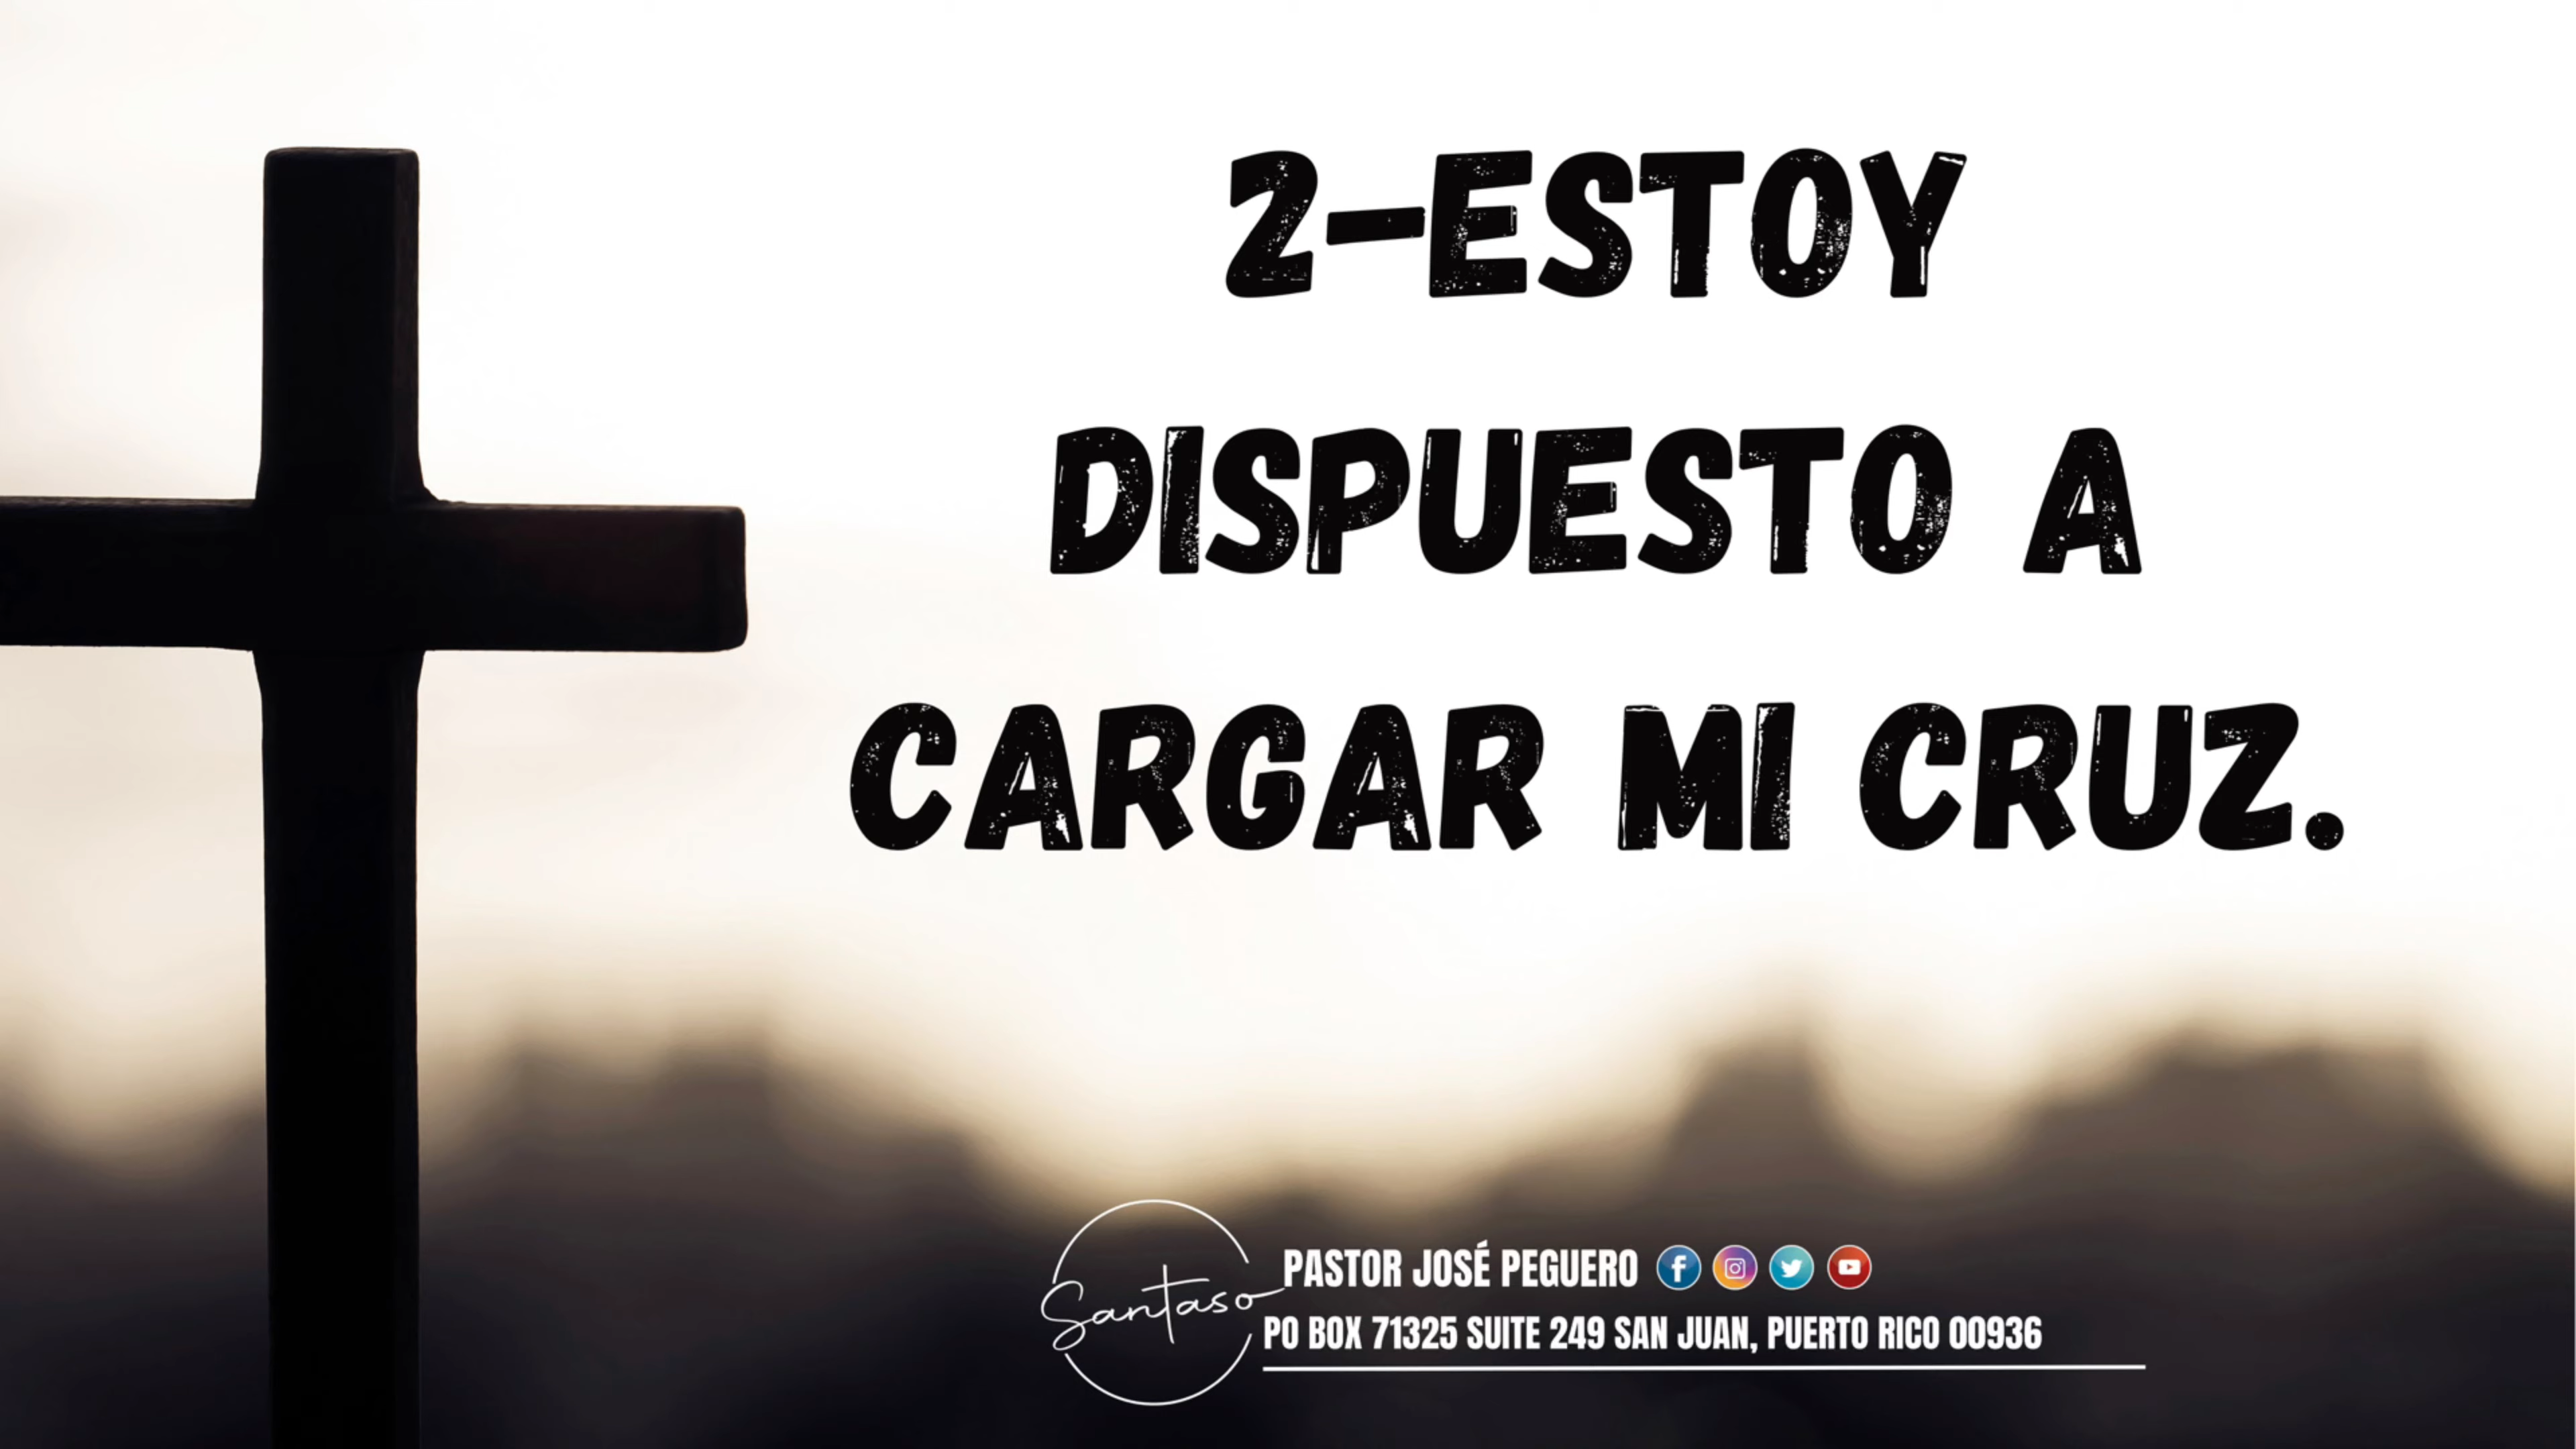 2-ESTOY
DISPUESTO A
CARGAR MI CRUZ.
Santaso
PASTOR JOSÉ PEGUERO
PO BOX 71325 SUITE 249 SAN JUAN, PUERTO RICO 00936